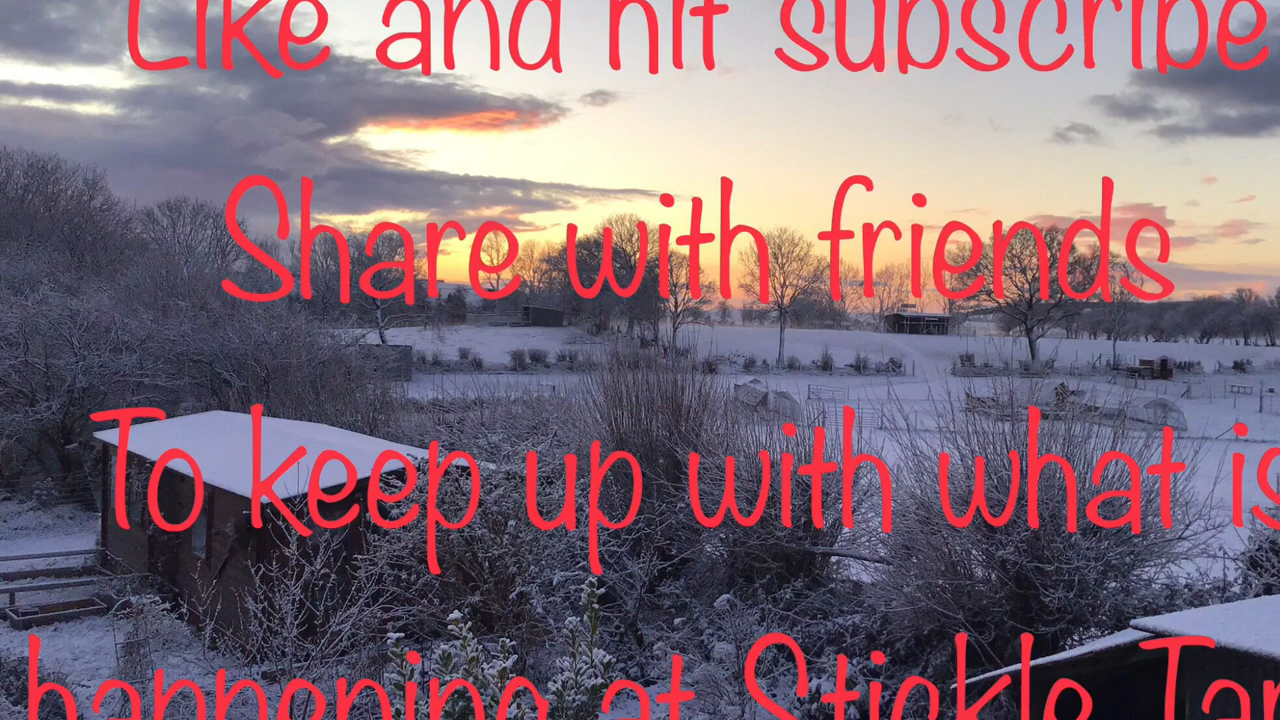 Like and hit subscribe
Share with friends
To keep up with what is
happening at Stickle